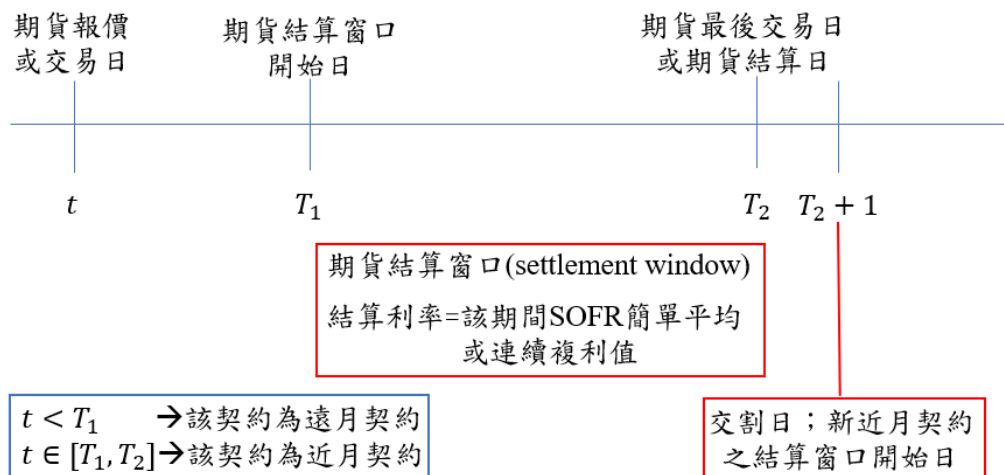 期貨報價
或交易日
期貨結算窗口
開始日
期貨最後交易日
或期貨結算日
t
T₁
T₂
T₂ + 1
期貨結算窗口(settlement window)
結算利率=該期間SOFR簡單平均
或連續複利值
t < T₁ →該契約為遠月契約
t ∈ [T₁, T₂]→該契約為近月契約
交割日；新近月契約
之結算窗口開始日